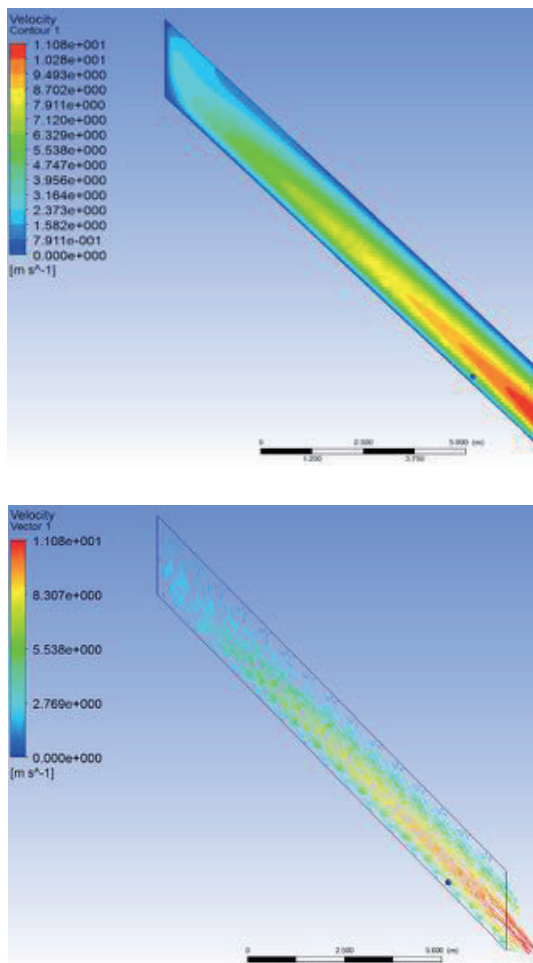 Velocity
Contour 1
1.108e+001
1.028e+001
9.493e+000
8.702e+000
7.911e+000
7.120e+000
6.329e+000
5.538e+000
4.747e+000
3.956e+000
3.164e+000
2.373e+000
1.582e+000
7.911e-001
0.000e+000
[m s^-1]
0 2.500 5.000 (m)
1.250 3.750
Velocity
Vector 1
1.108e+001
8.307e+000
5.538e+000
2.769e+000
0.000e+000
[m s^-1]
0 2.500 5.000 (m)